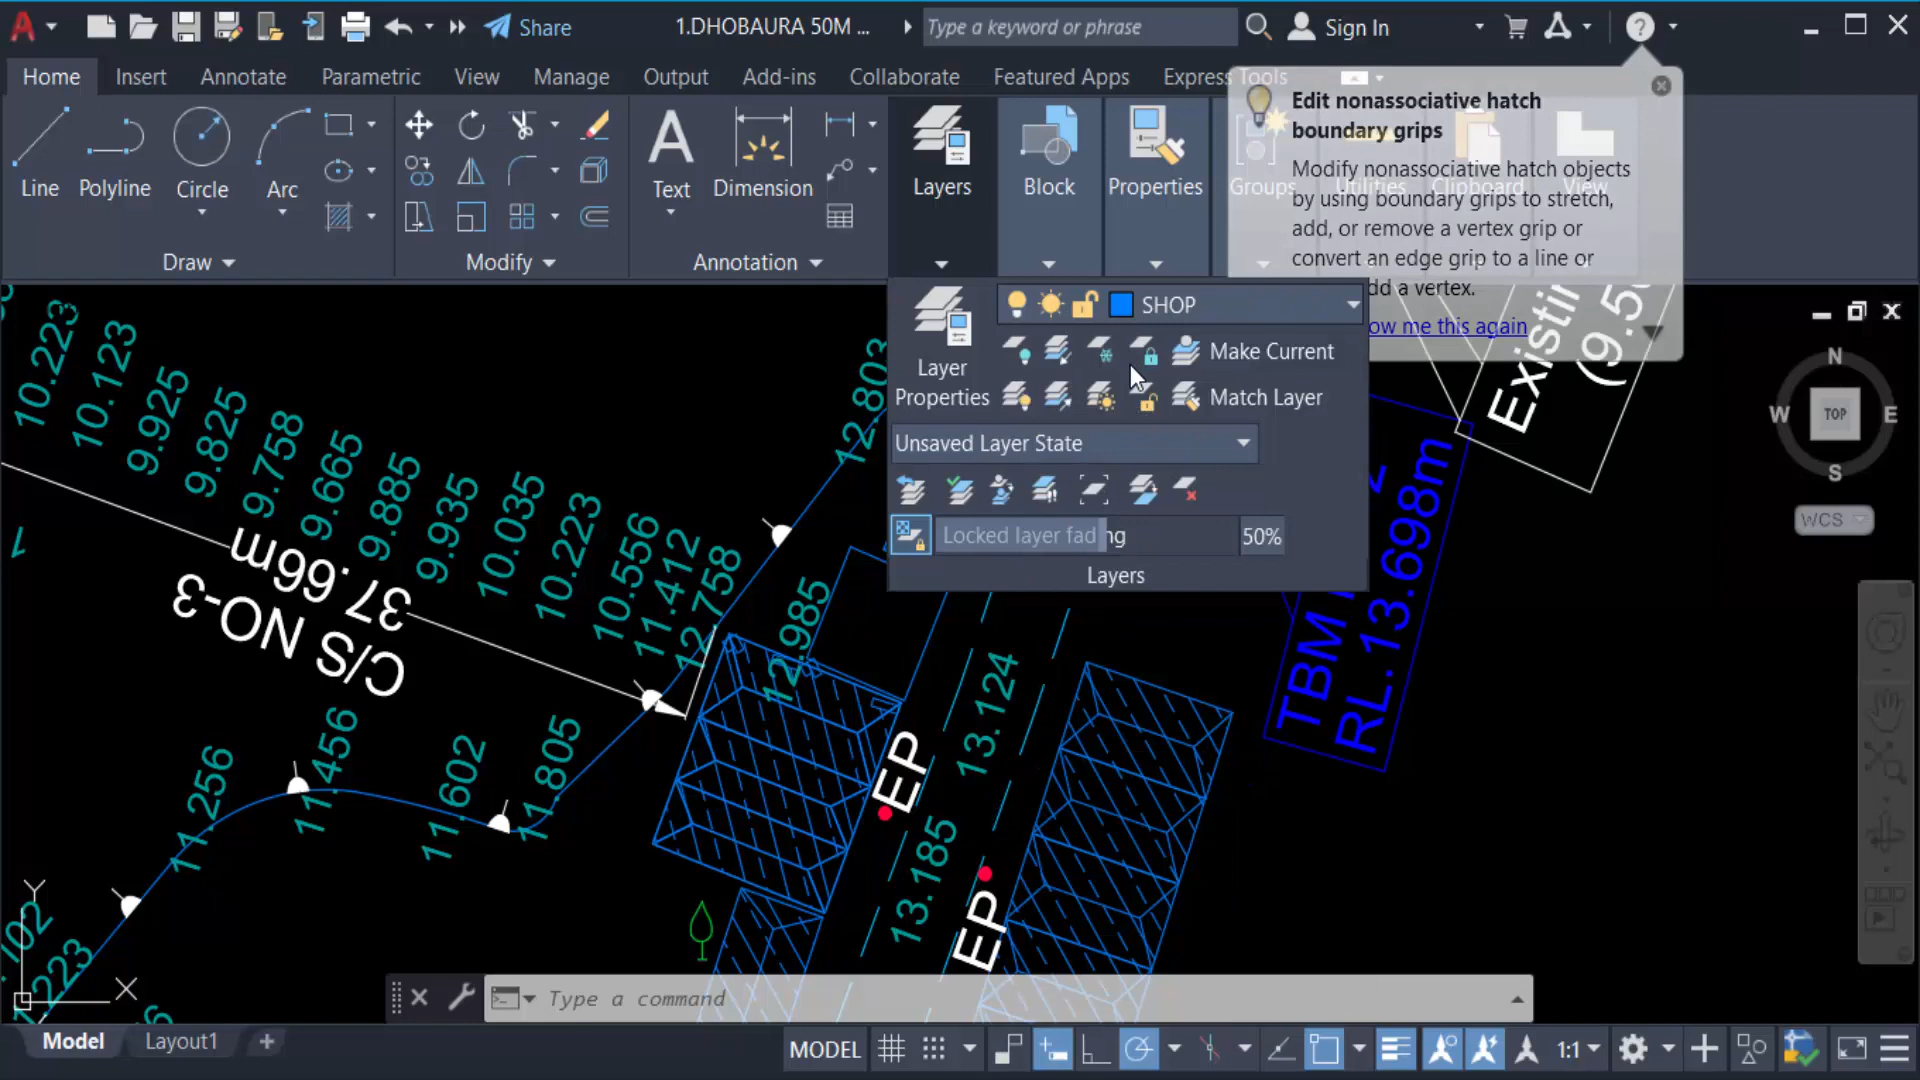 Share
1.DHOBAURA 50M ...
Type a keyword or phrase
Sign In
Home
Insert
Annotate
Parametric
View
Manage
Output
Add-ins
Collaborate
Featured Apps
Express Tools
Line
Polyline
Circle
Arc
Text
Dimension
Layers
Block
Properties
Groups
Utilities
Clipboard
View
Draw
Modify
Annotation
Edit nonassociative hatch
boundary grips
Modify nonassociative hatch objects
by using boundary grips to stretch,
add, or remove a vertex grip or
convert an edge grip to a line or
dd a vertex.
ow me this again
SHOP
Layer
Properties
Make Current
Match Layer
Unsaved Layer State
Locked layer fading
50%
Layers
10.223
10.123
9.925
9.825
9.758
9.665
9.885
9.935
10.035
10.223
10.556
11.412
12.758
12.803
12.985
37.66m
C/S NO-3
11.256
11.456
11.602
11.805
13.124
13.185
EP
EP
RL. 13.698m
N
W
TOP
E
S
WCS
Y
X
Type a command
Model
Layout1
MODEL
1:1